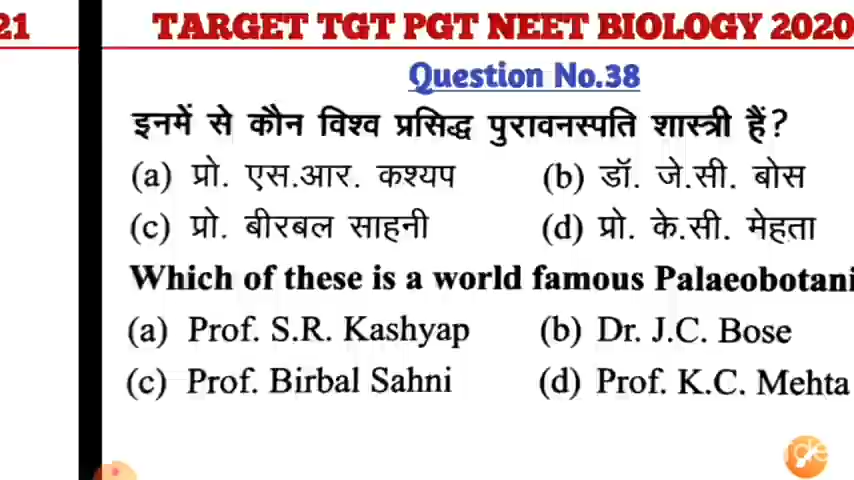 21
TARGET TGT PGT NEET BIOLOGY 2020
Question No.38
इनमें से कौन विश्व प्रसिद्ध पुरावनस्पति शास्त्री हैं?
(a) प्रो. एस.आर. कश्यप (b) डॉ. जे.सी. बोस
(c) प्रो. बीरबल साहनी (d) प्रो. के.सी. मेहता
Which of these is a world famous Palaeobotani
(a) Prof. S.R. Kashyap (b) Dr. J.C. Bose
(c) Prof. Birbal Sahni (d) Prof. K.C. Mehta